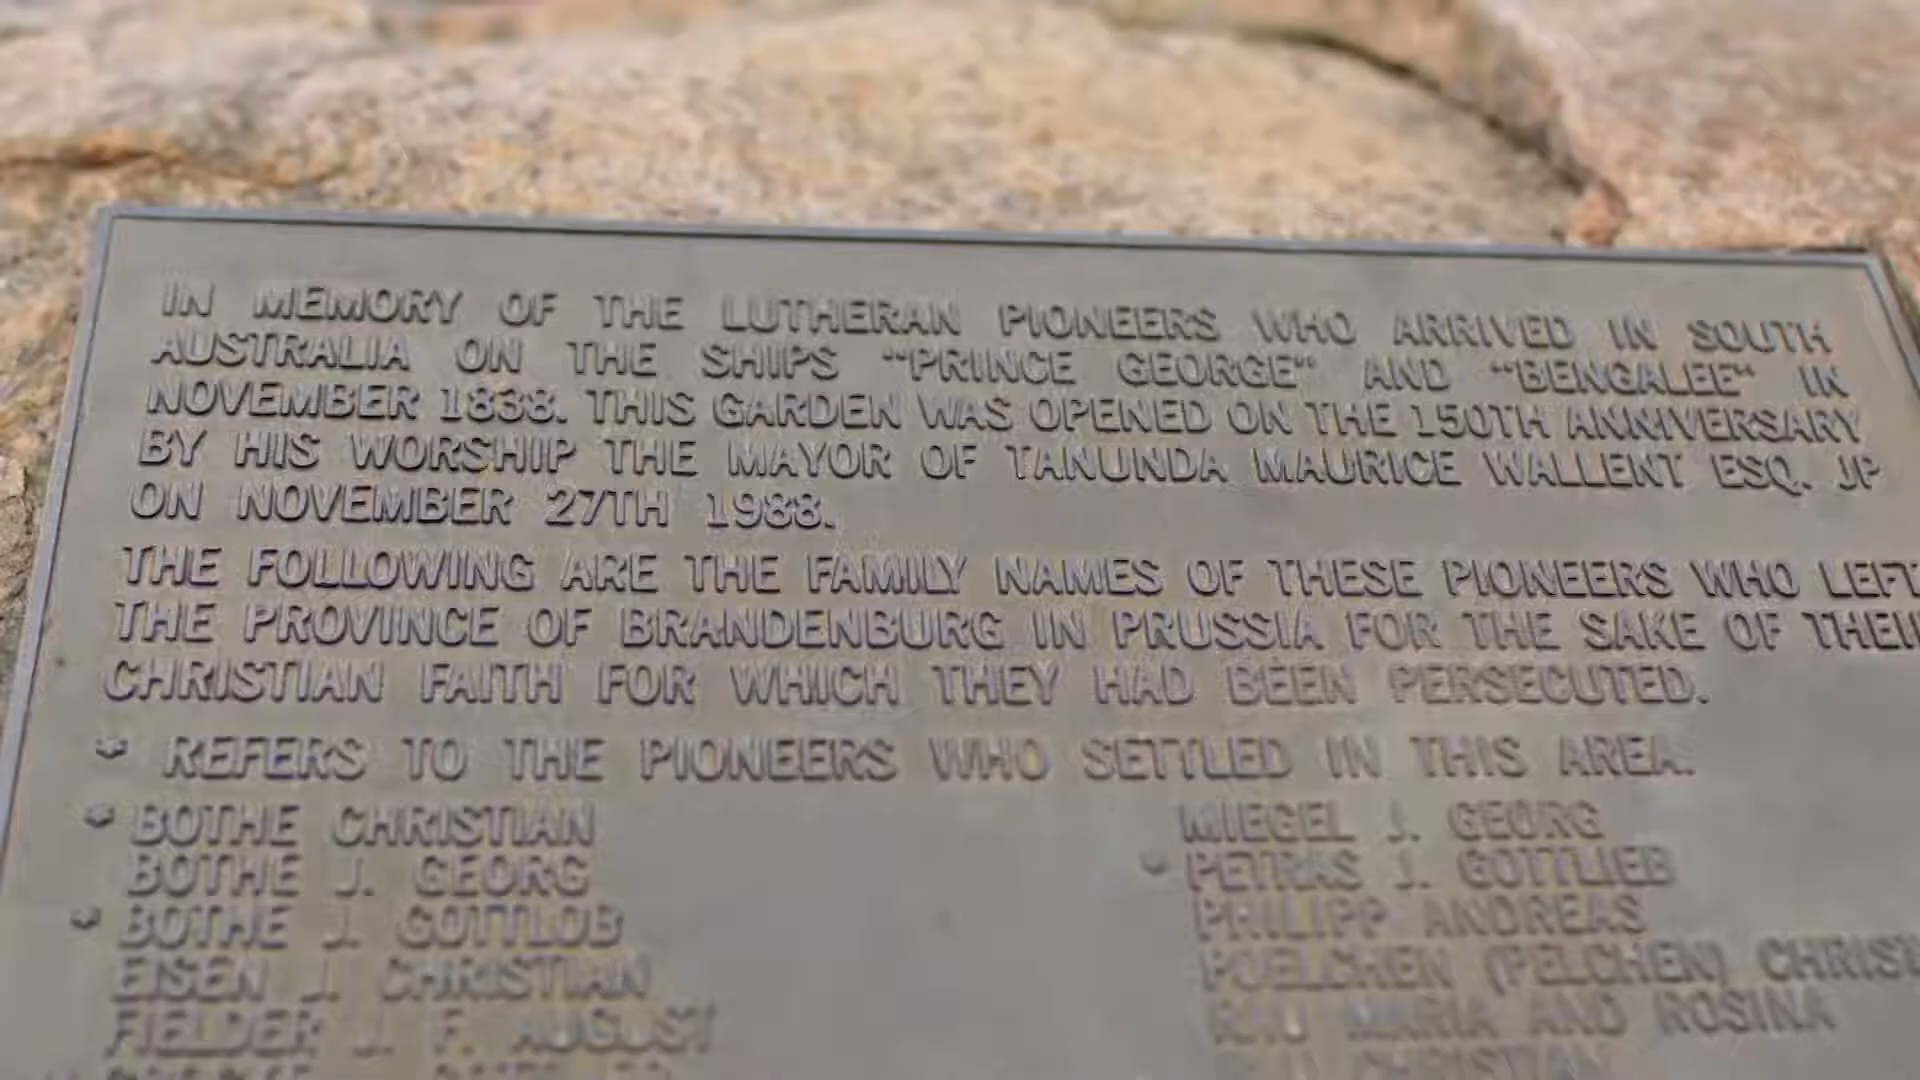 IN MEMORY OF THE LUTHERAN PIONEERS WHO ARRIVED IN SOUTH
AUSTRALIA ON THE SHIPS "PRINCE GEORGE" AND "BENGALEE" IN
NOVEMBER 1838. THIS GARDEN WAS OPENED ON THE 150TH ANNIVERSARY
BY HIS WORSHIP THE MAYOR OF TANUNDA MAURICE WALLENT ESQ. JP
ON NOVEMBER 27TH 1988.
THE FOLLOWING ARE THE FAMILY NAMES OF THESE PIONEERS WHO LEFT
THE PROVINCE OF BRANDENBURG IN PRUSSIA FOR THE SAKE OF THEI
CHRISTIAN FAITH FOR WHICH THEY HAD BEEN PERSECUTED.
* REFERS TO THE PIONEERS WHO SETTLED IN THIS AREA.
* BOTHE CHRISTIAN
BOTHE J. GEORG
* BOTHE J. GOTTLOB
EISEN J. CHRISTIAN
FIELDER J. F. AUGUST
MIEGEL J. GEORG
* PETRAS J. GOTTLIEB
PHILIPP ANDREAS
POELCHEN (PELCHEN) CHRIST
RAU MARIA AND ROSINA
CHRISTIAN